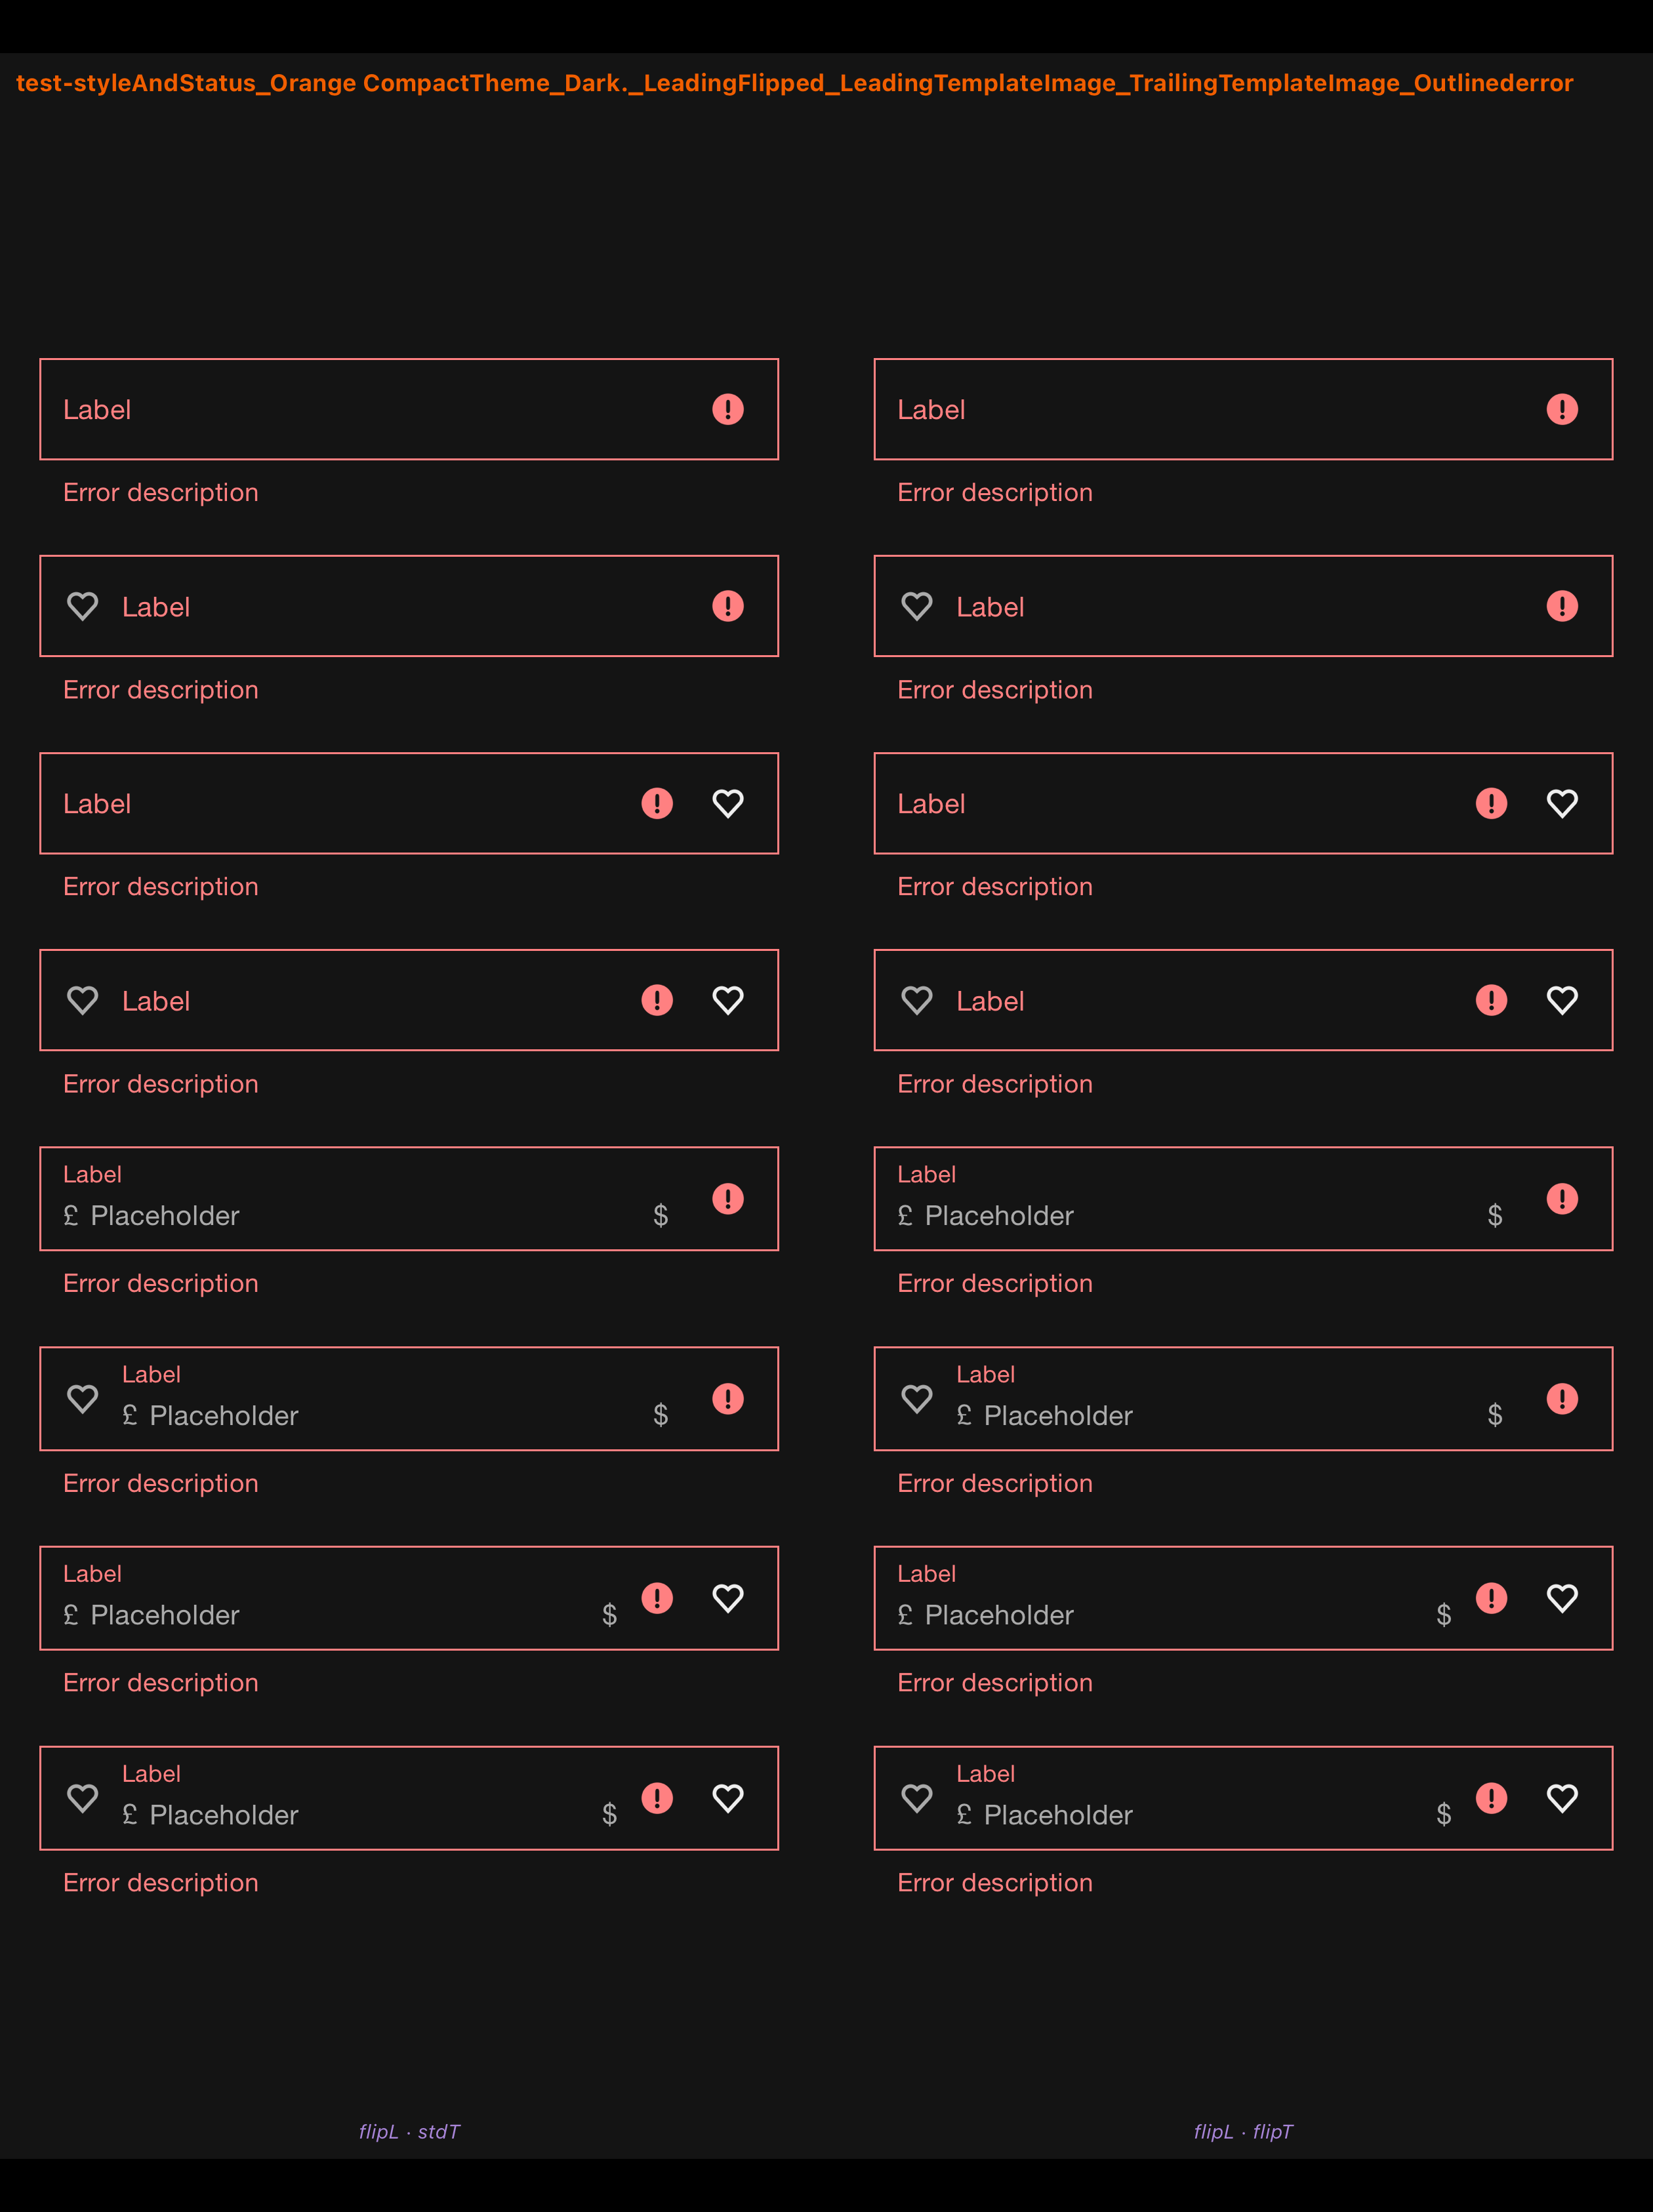 test-styleAndStatus_Orange CompactTheme_Dark._LeadingFlipped_LeadingTemplateImage_TrailingTemplateImage_Outlinederror
Label
Label
Error description
Error description
Label
Label
Error description
Error description
Label
Label
Error description
Error description
Label
Label
Error description
Error description
Label
Label
£ Placeholder $
£ Placeholder $
Error description
Error description
Label
Label
£ Placeholder $
£ Placeholder $
Error description
Error description
Label
Label
£ Placeholder $
£ Placeholder $
Error description
Error description
Label
Label
£ Placeholder $
£ Placeholder $
Error description
Error description
flipL · stdT
flipL · flipT